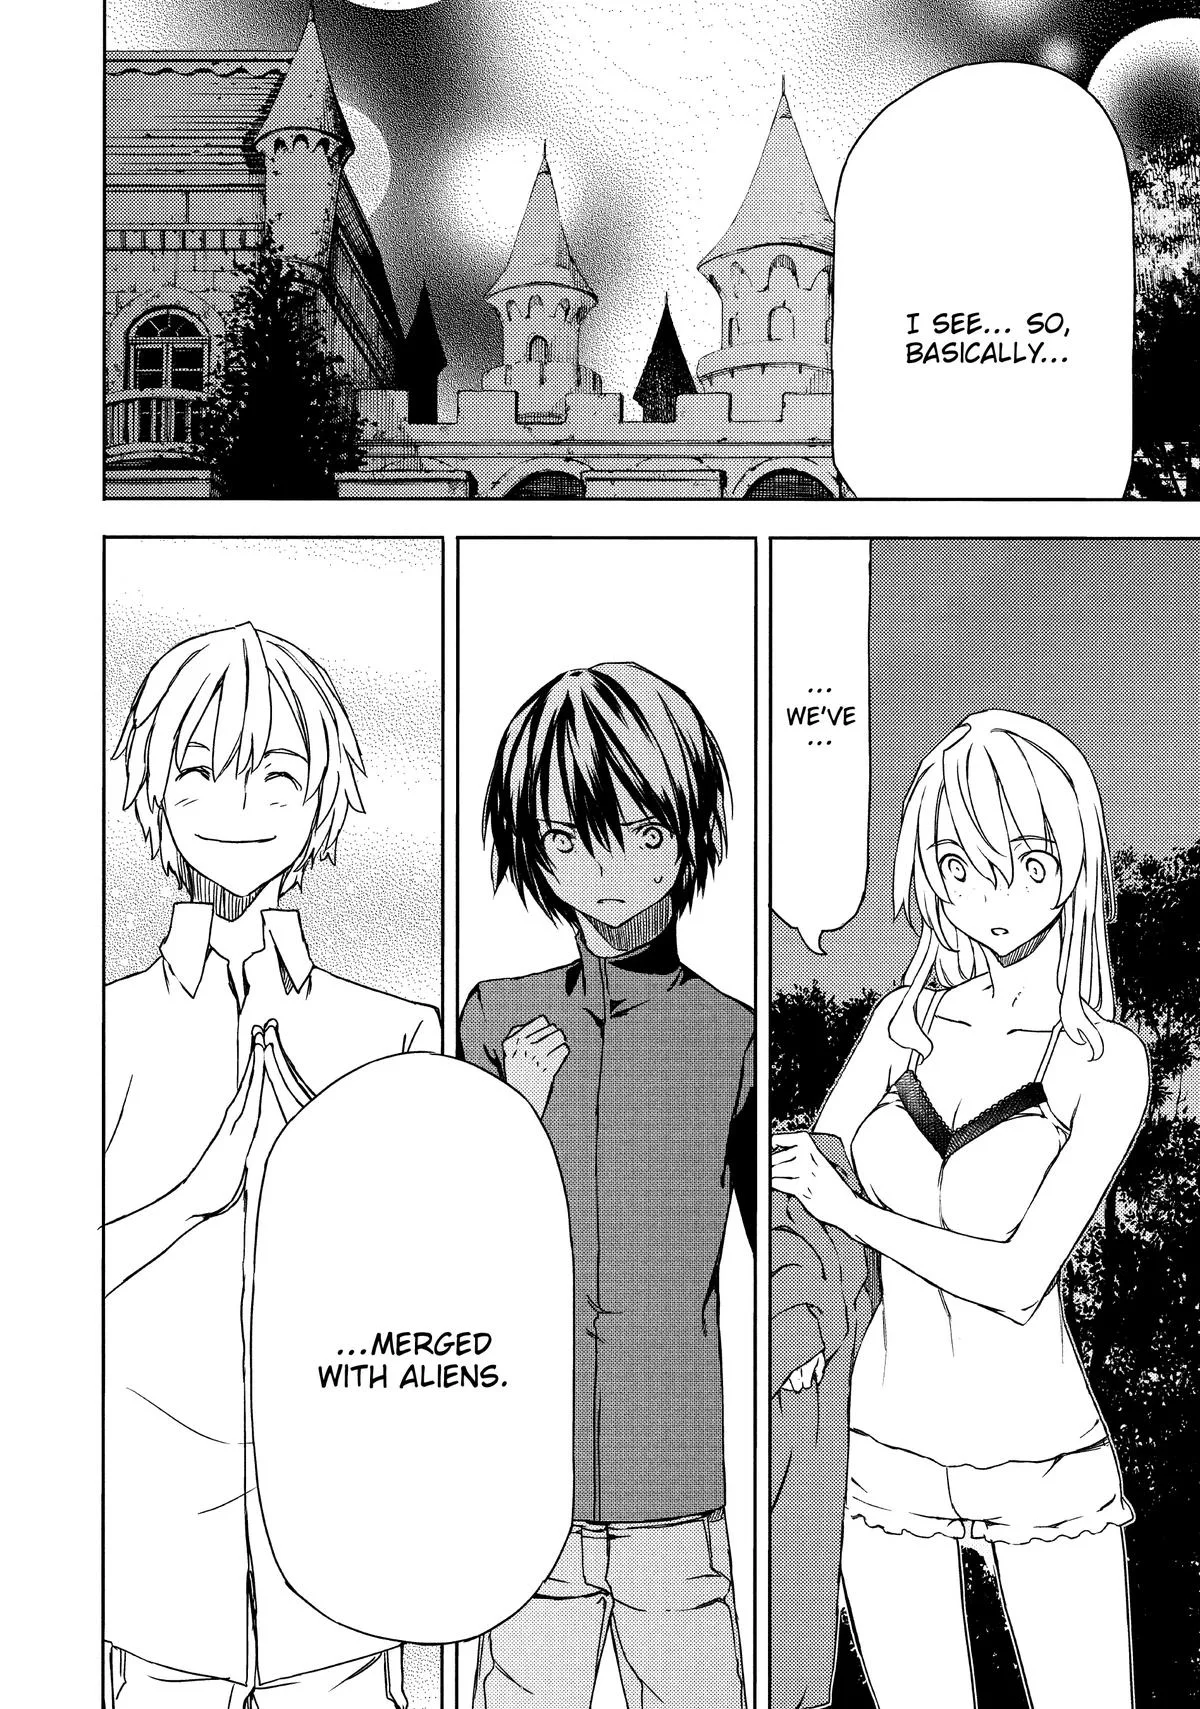 I SEE... SO,
BASICALLY...
...
WE'VE
...
...MERGED
WITH ALIENS.